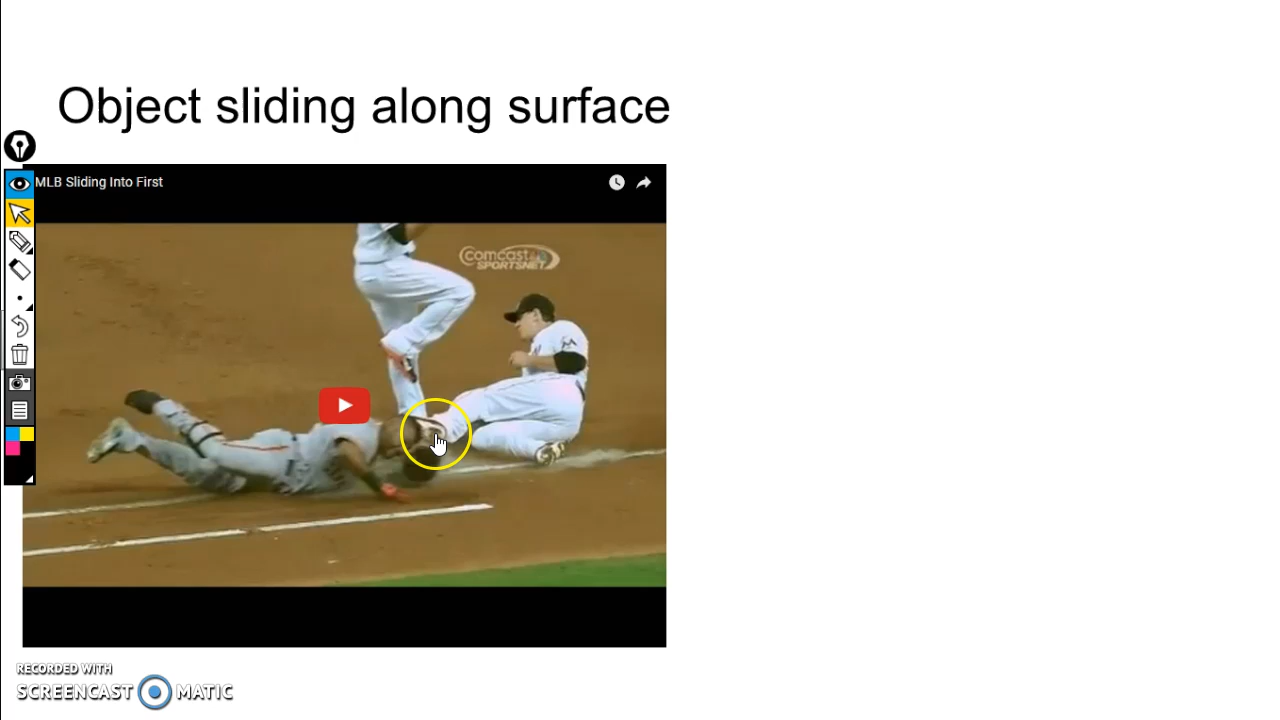 Object sliding along surface
MLB Sliding Into First
comcast
SPORTSNET
M
RECORDED WITH
SCREENCAST MATIC